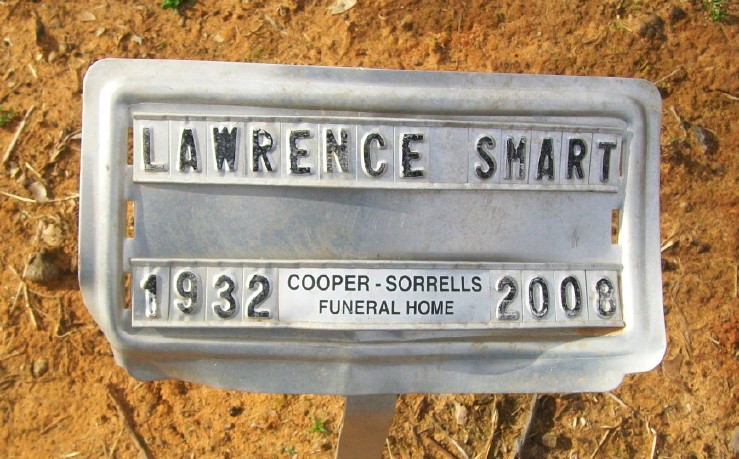 LAWRENCE SMART
1932 COOPER - SORRELLS FUNERAL HOME 2008